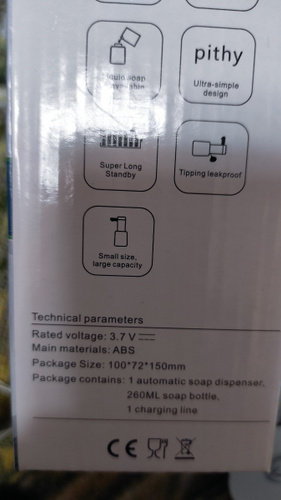 Liquid soap
pithy
Ultra-simple
design
Super Long
Standby
Tipping leakproof
Small size,
large capacity
Technical parameters
Rated voltage: 3.7 V
Main materials: ABS
Package Size: 100*72*150mm
Package contains: 1 automatic soap dispenser,
260ML soap bottle,
1 charging line
CE